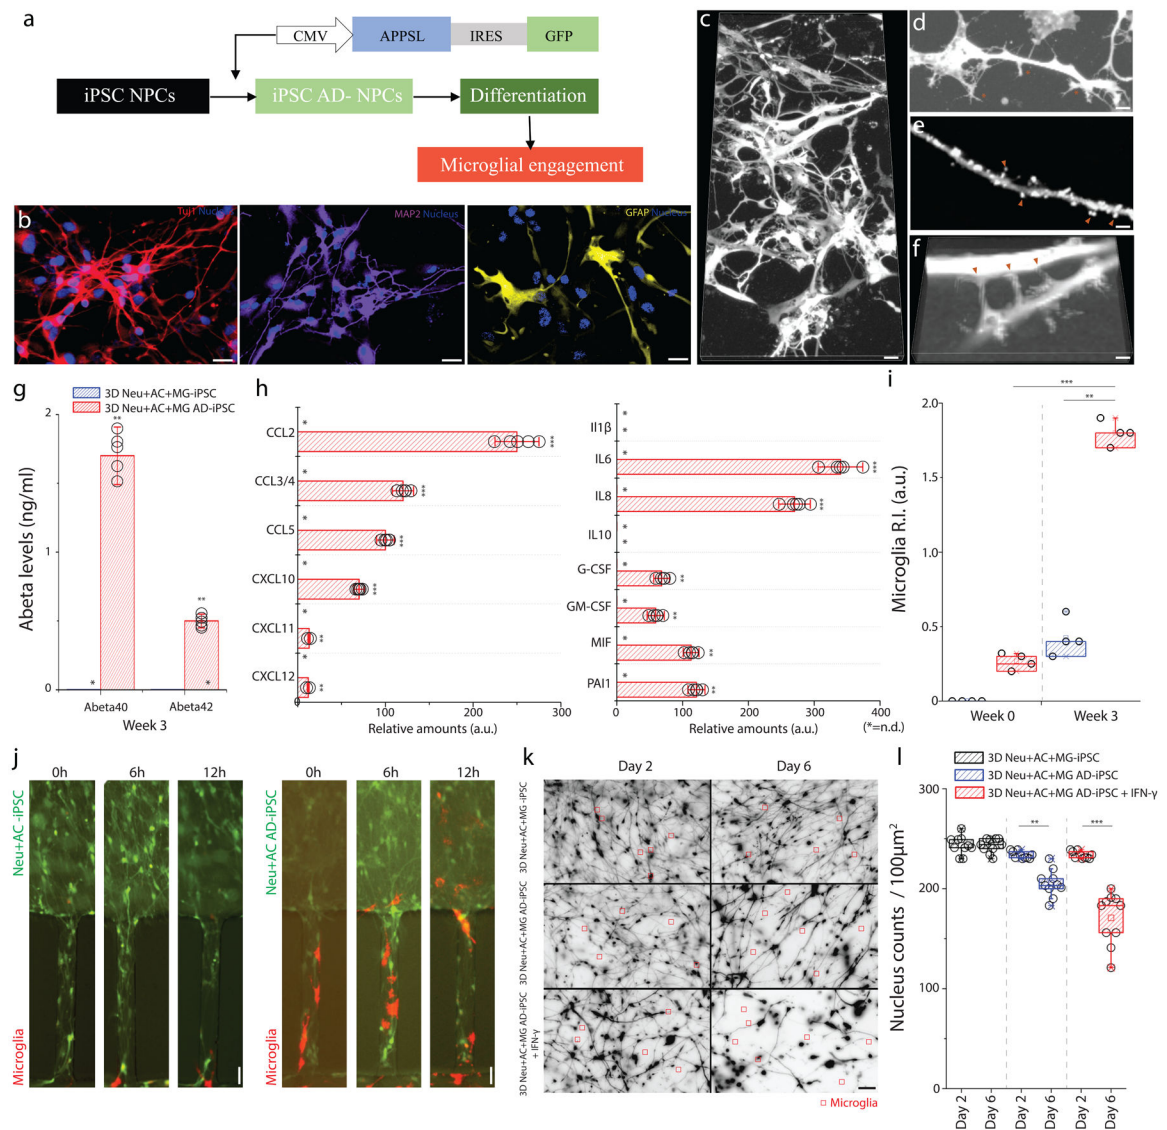 a
CMV
APPSL
IRES
GFP
iPSC NPCs
iPSC AD- NPCs
Differentiation
Microglial engagement
b
Tuj1 Nucleus
MAP2 Nucleus
GFAP Nucleus
c
d
e
f
g
3D Neu+AC+MG-iPSC
3D Neu+AC+MG AD-iPSC
Abeta levels (ng/ml)
2
1
0
**
**
*
*
Abeta40
Abeta42
Week 3
h
CCL2
CCL3/4
CCL5
CXCL10
CXCL11
CXCL12
* ***
* ***
* ***
* ***
* **
* **
0
100
200
300
Relative amounts (a.u.)
Il1β
IL6
IL8
IL10
G-CSF
GM-CSF
MIF
PAI1
* *
* ***
* ***
* *
* **
* **
* **
* **
0
100
200
300
400
Relative amounts (a.u.)
(*=n.d.)
i
Microglia R.I. (a.u.)
2.0
1.5
1.0
0.5
0
***
**
Week 0
Week 3
j
0h
6h
12h
Neu+AC -iPSC
Microglia
0h
6h
12h
Neu+AC AD-iPSC
Microglia
k
Day 2
Day 6
3D Neu+AC+MG -iPSC
3D Neu+AC+MG AD-iPSC
3D Neu+AC+MG AD-iPSC
+ IFN-γ
Microglia
l
3D Neu+AC+MG-iPSC
3D Neu+AC+MG AD-iPSC
3D Neu+AC+MG AD-iPSC + IFN-γ
Nucleus counts / 100µm²
300
200
100
0
**
***
Day 2
Day 6
Day 2
Day 6
Day 2
Day 6